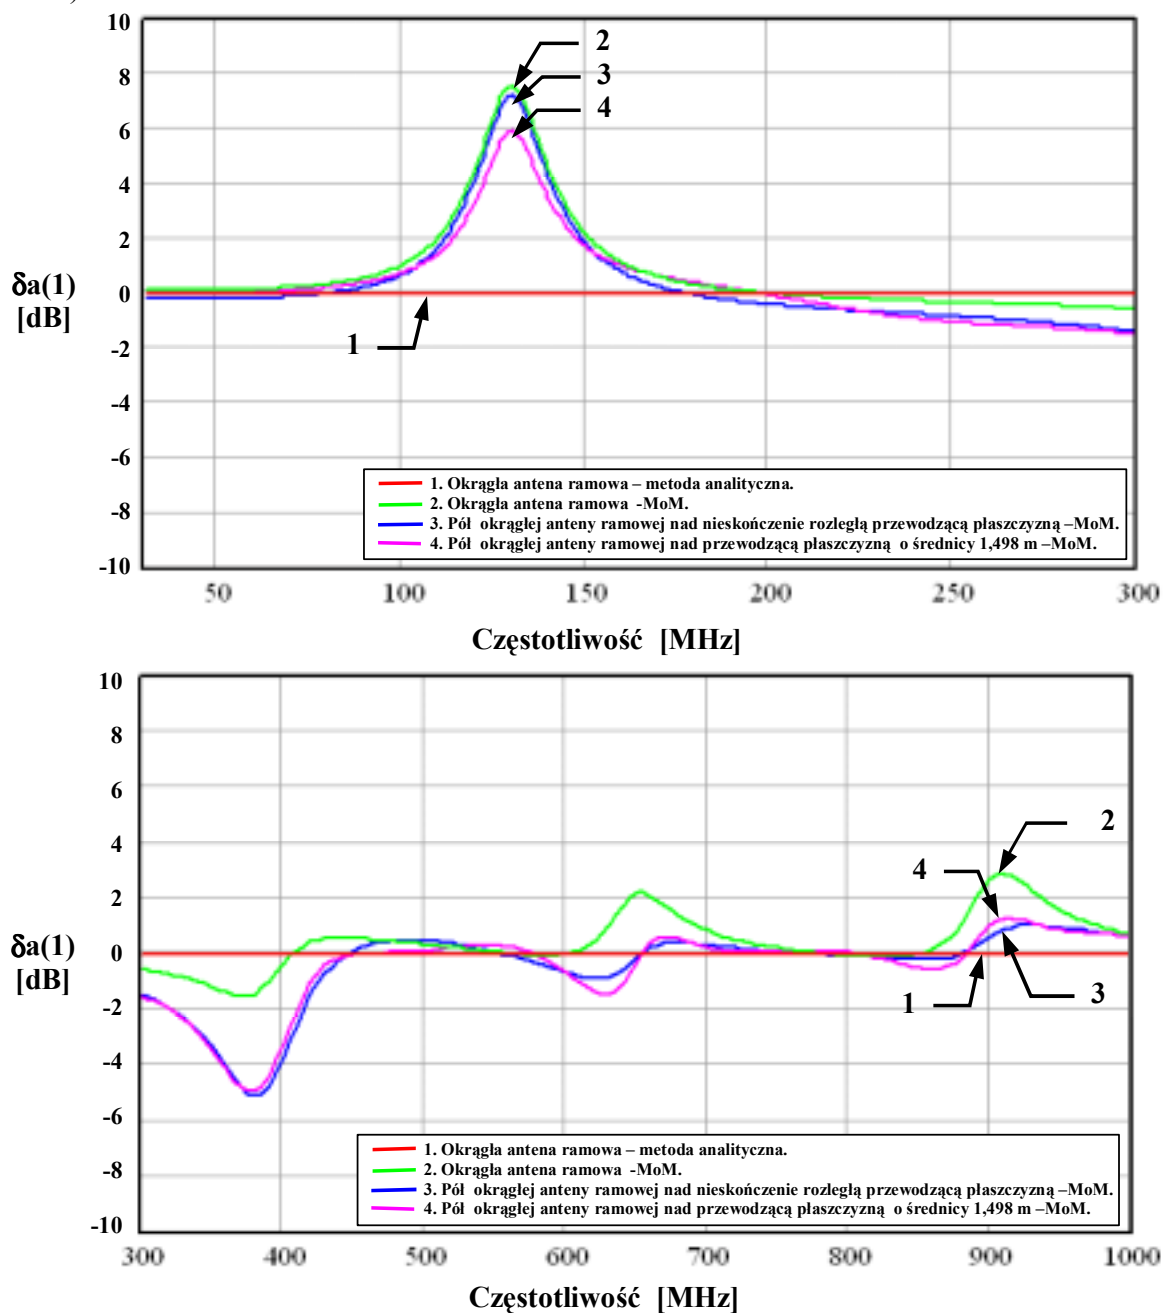 )
10
8
6
4
2
0
-2
-4
-6
-8
-10
δa(1)
[dB]
2
3
4
1
1. Okrągła antena ramowa – metoda analityczna.
2. Okrągła antena ramowa -MoM.
3. Pół okrągłej anteny ramowej nad nieskończenie rozległą przewodzącą płaszczyzną –MoM.
4. Pół okrągłej anteny ramowej nad przewodzącą płaszczyzną o średnicy 1,498 m –MoM.
50 100 150 200 250 300
Częstotliwość [MHz]
10
8
6
4
2
0
-2
-4
-6
-8
-10
δa(1)
[dB]
2
4
1
3
1. Okrągła antena ramowa – metoda analityczna.
2. Okrągła antena ramowa -MoM.
3. Pół okrągłej anteny ramowej nad nieskończenie rozległą przewodzącą płaszczyzną –MoM.
4. Pół okrągłej anteny ramowej nad przewodzącą płaszczyzną o średnicy 1,498 m –MoM.
300 400 500 600 700 800 900 1000
Częstotliwość [MHz]